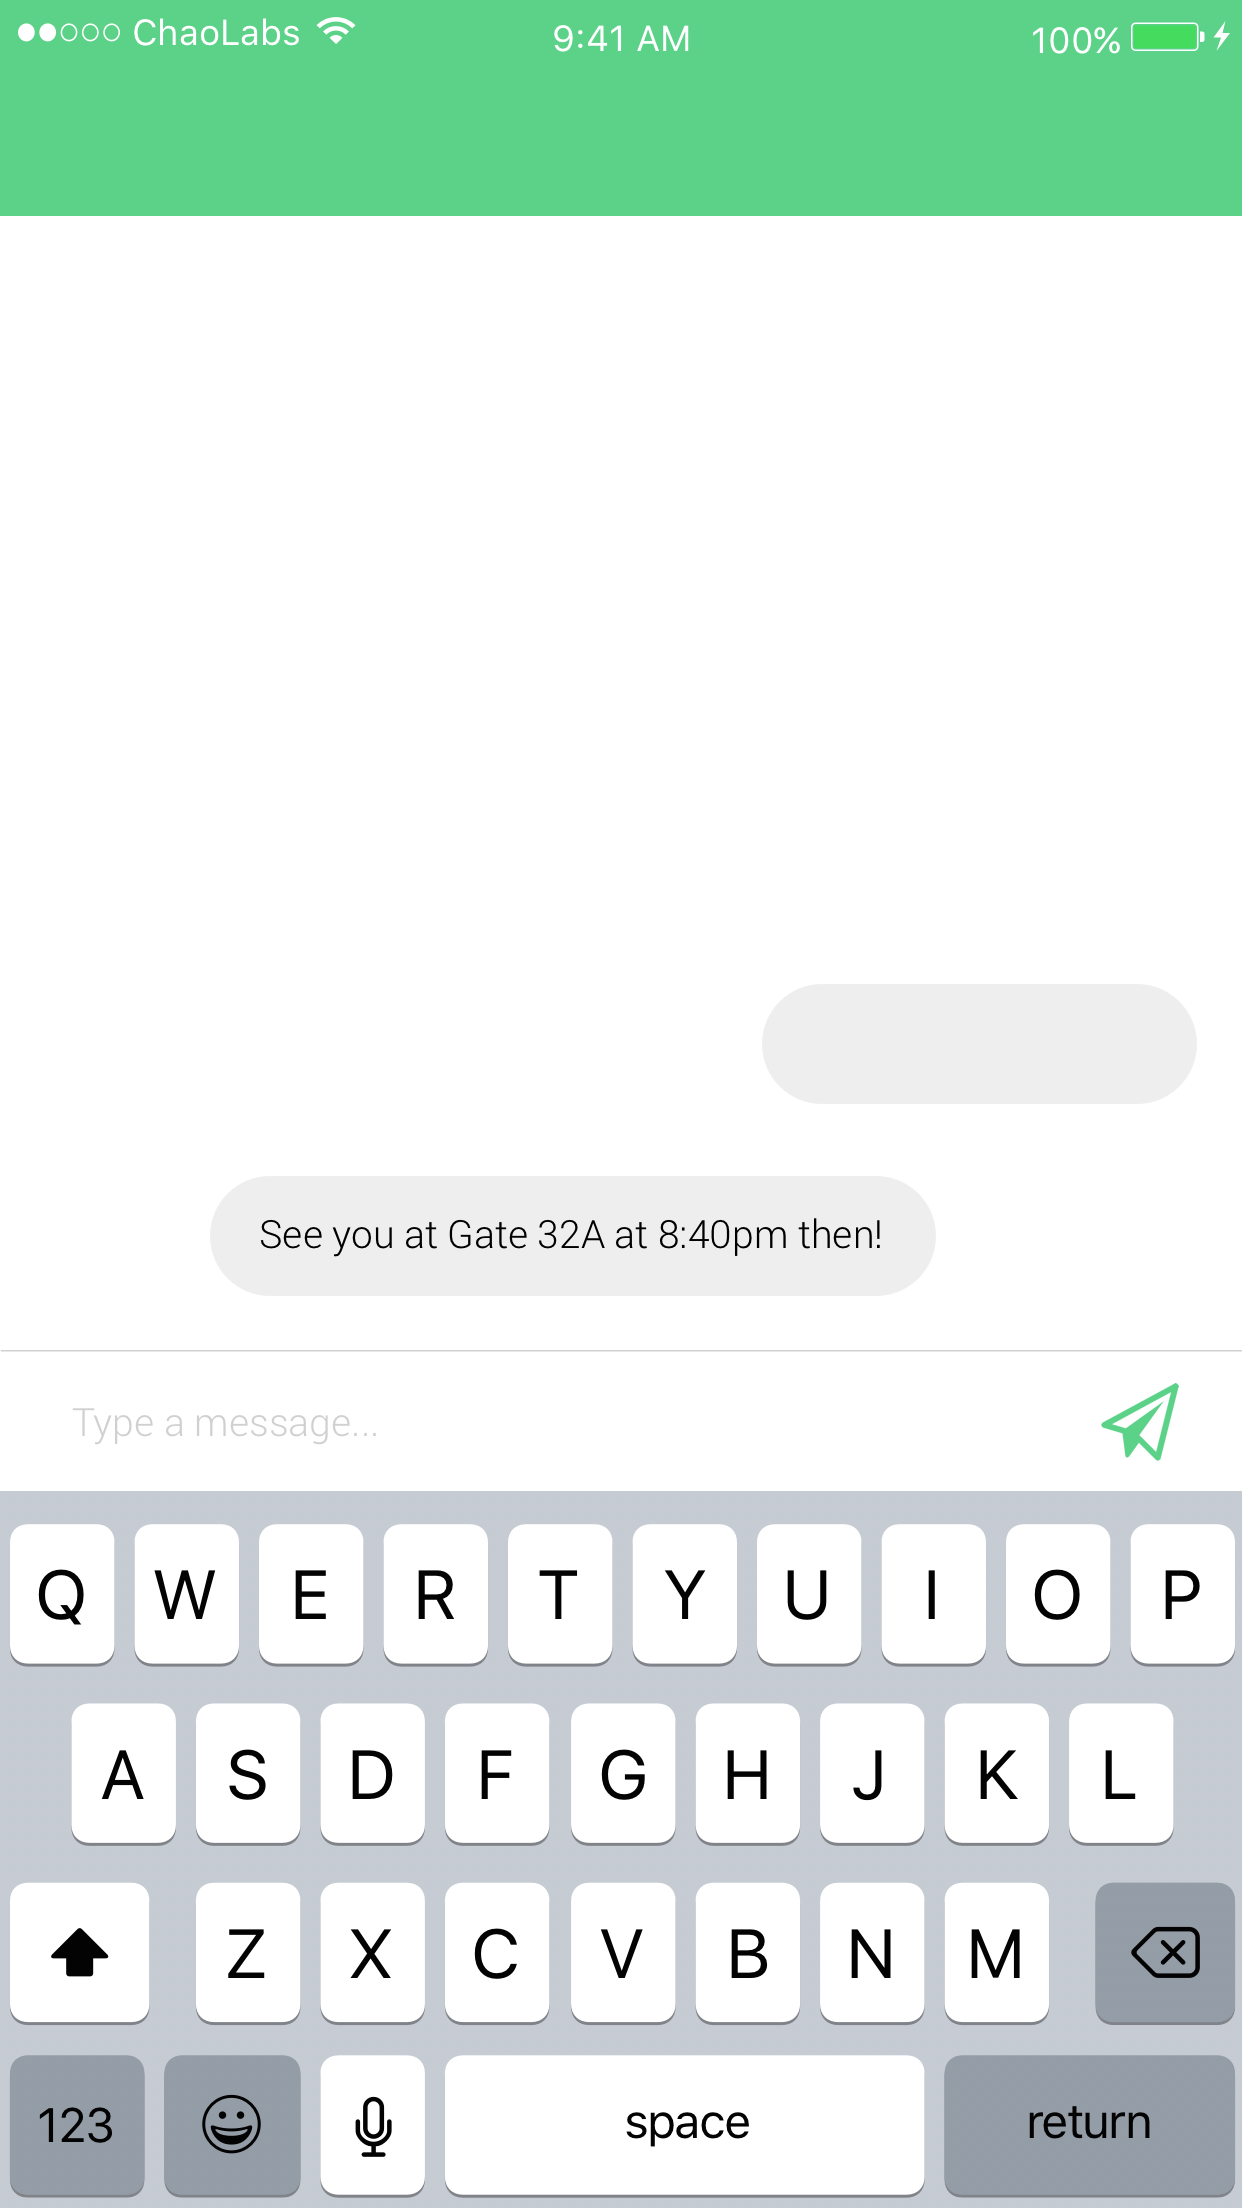 ChaoLabs 9:41 AM 100%
See you at Gate 32A at 8:40pm then!
Type a message...
Q W E R T Y U I O P
A S D F G H J K L
Z X C V B N M
123 space return